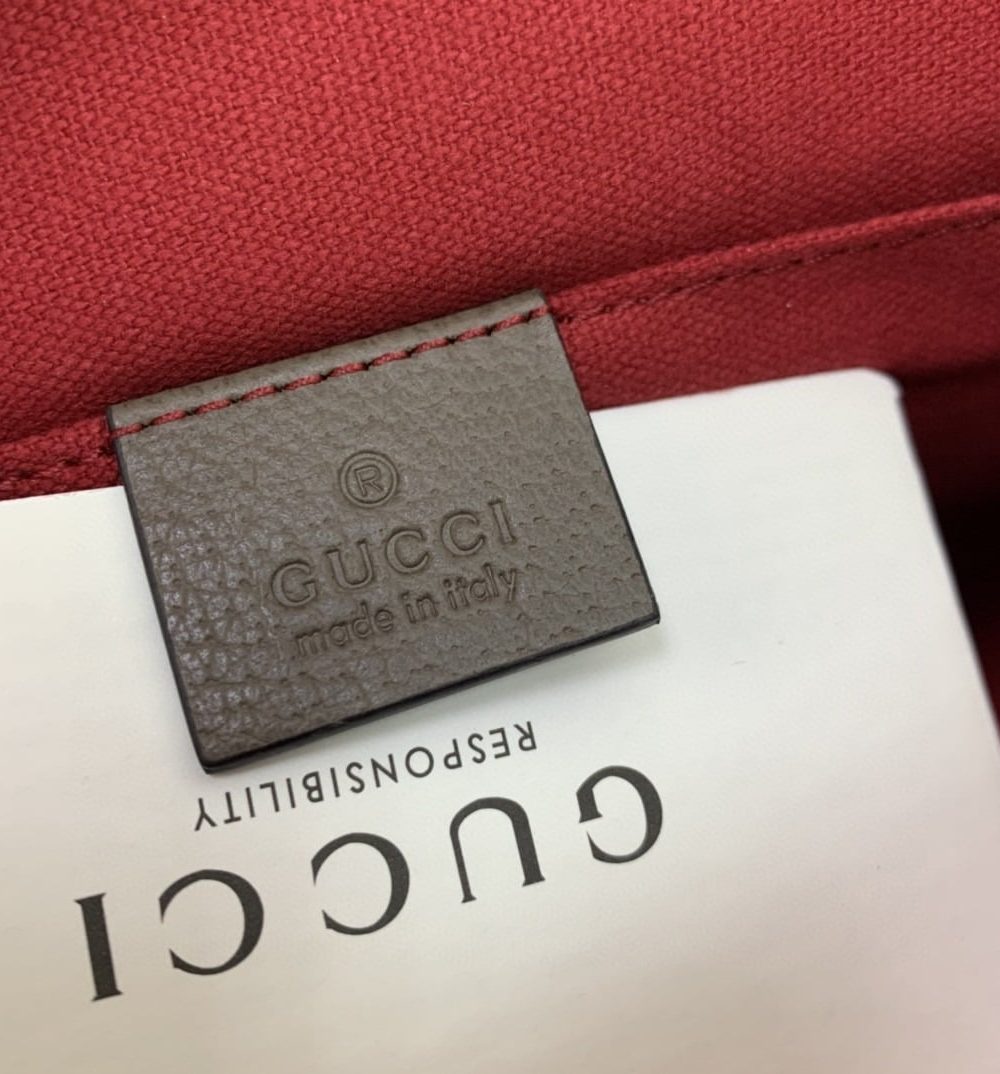 ®
GUCCI
made in italy
GUCCI
RESPONSIBILITY